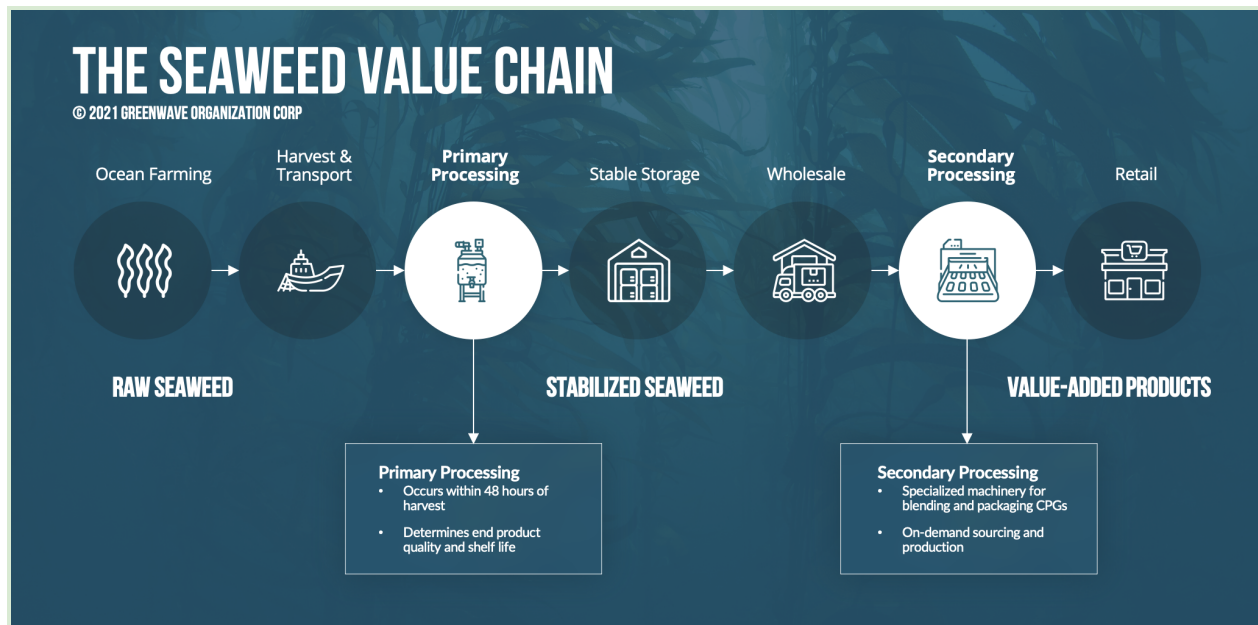 THE SEAWEED VALUE CHAIN
© 2021 GREENWAVE ORGANIZATION CORP
Ocean Farming
Harvest &
Transport
Primary
Processing
Stable Storage
Wholesale
Secondary
Processing
Retail
RAW SEAWEED
STABILIZED SEAWEED
VALUE-ADDED PRODUCTS
Primary Processing
• Occurs within 48 hours of
harvest
• Determines end product
quality and shelf life
Secondary Processing
• Specialized machinery for
blending and packaging CPGs
• On-demand sourcing and
production